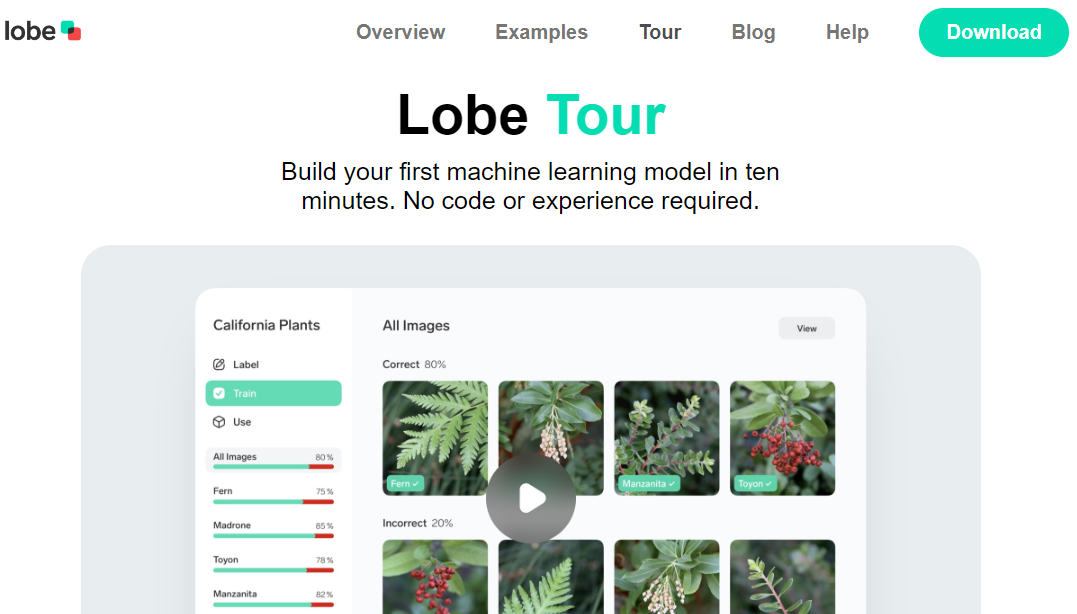 lobe
Overview
Examples
Tour
Blog
Help
Download
Lobe Tour
Build your first machine learning model in ten
minutes. No code or experience required.
California Plants
Label
Train
Use
All Images 80%
Fern 75%
Madrone 85%
Toyon 78%
Manzanita 82%
All Images
View
Correct 80%
Fern
Manzanita
Toyon
Incorrect 20%